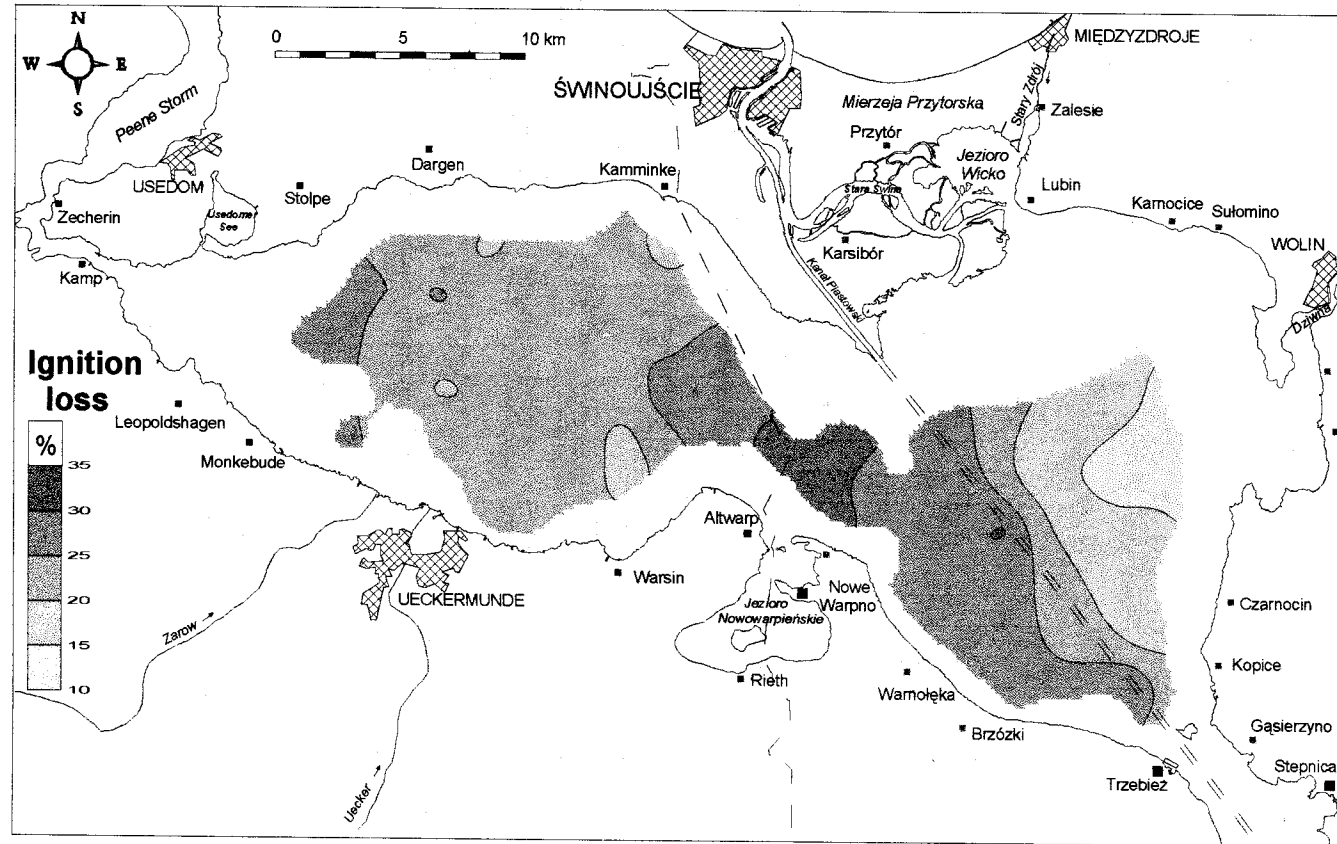 N
W E
S
0 5 10 km
Peene Storm
USEDOM
Zecherin
Usedomer See
Kamp
Stolpe
Dargen
Kamminke
ŚWINOUJŚCIE
MIĘDZYZDROJE
Mierzeja Przytorska
Stary Zdrój
Zalesie
Przytór
Jezioro
Wicko
Stara Świna
Lubin
Karsibór
Kanał Piastowski
Karnocice
Sułomino
WOLIN
Dziwna
Ignition
loss
%
35
30
25
20
15
10
Leopoldshagen
Monkebude
UECKERMUNDE
Zarow
Uecker
Warsin
Altwarp
Nowe
Warpno
Jezioro
Nowowarpieńskie
Rieth
Warnołęka
Brzózki
Trzebież
Czarnocin
Kopice
Gąsierzyno
Stepnica